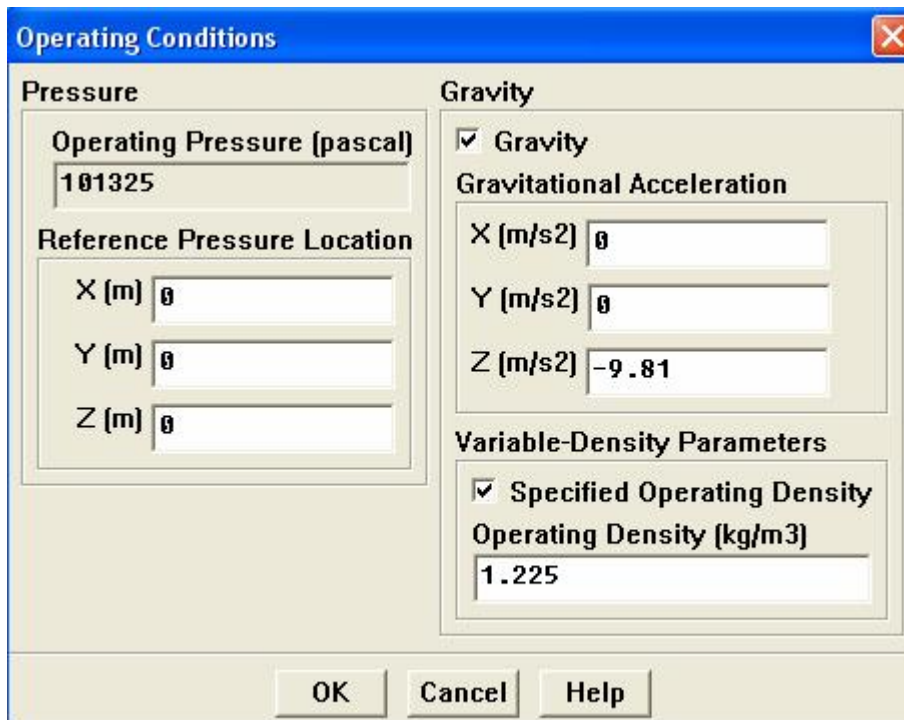 Operating Conditions
Pressure
Operating Pressure (pascal)
101325
Reference Pressure Location
X (m) 0
Y (m) 0
Z (m) 0
Gravity
Gravity
Gravitational Acceleration
X (m/s2) 0
Y (m/s2) 0
Z (m/s2) -9.81
Variable-Density Parameters
Specified Operating Density
Operating Density (kg/m3)
1.225
OK Cancel Help